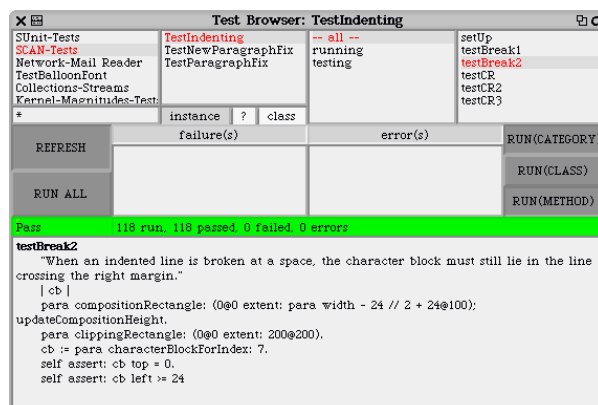 Test Browser: TestIndenting
SUnit-Tests
SCAN-Tests
Network-Mail Reader
TestBalloonFont
Collections-Streams
Kernel-Magnitudes-Tests
*
TestIndenting
TestNewParagraphFix
TestParagraphFix
instance ? class
-- all --
running
testing
setUp
testBreak1
testBreak2
testCR
testCR2
testCR3
REFRESH
RUN ALL
failure(s)
error(s)
RUN(CATEGORY)
RUN(CLASS)
RUN(METHOD)
Pass 118 run, 118 passed, 0 failed, 0 errors
testBreak2
"When an indented line is broken at a space, the character block must still lie in the line
crossing the right margin."
| cb |
para compositionRectangle: (0@0 extent: para width - 24 // 2 + 24@100);
updateCompositionHeight.
para clippingRectangle: (0@0 extent: 200@200).
cb := para characterBlockForIndex: 7.
self assert: cb top = 0.
self assert: cb left >= 24